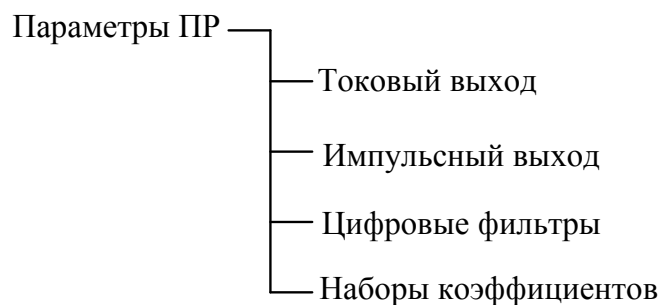 Параметры ПР
Токовый выход
Импульсный выход
Цифровые фильтры
Наборы коэффициентов